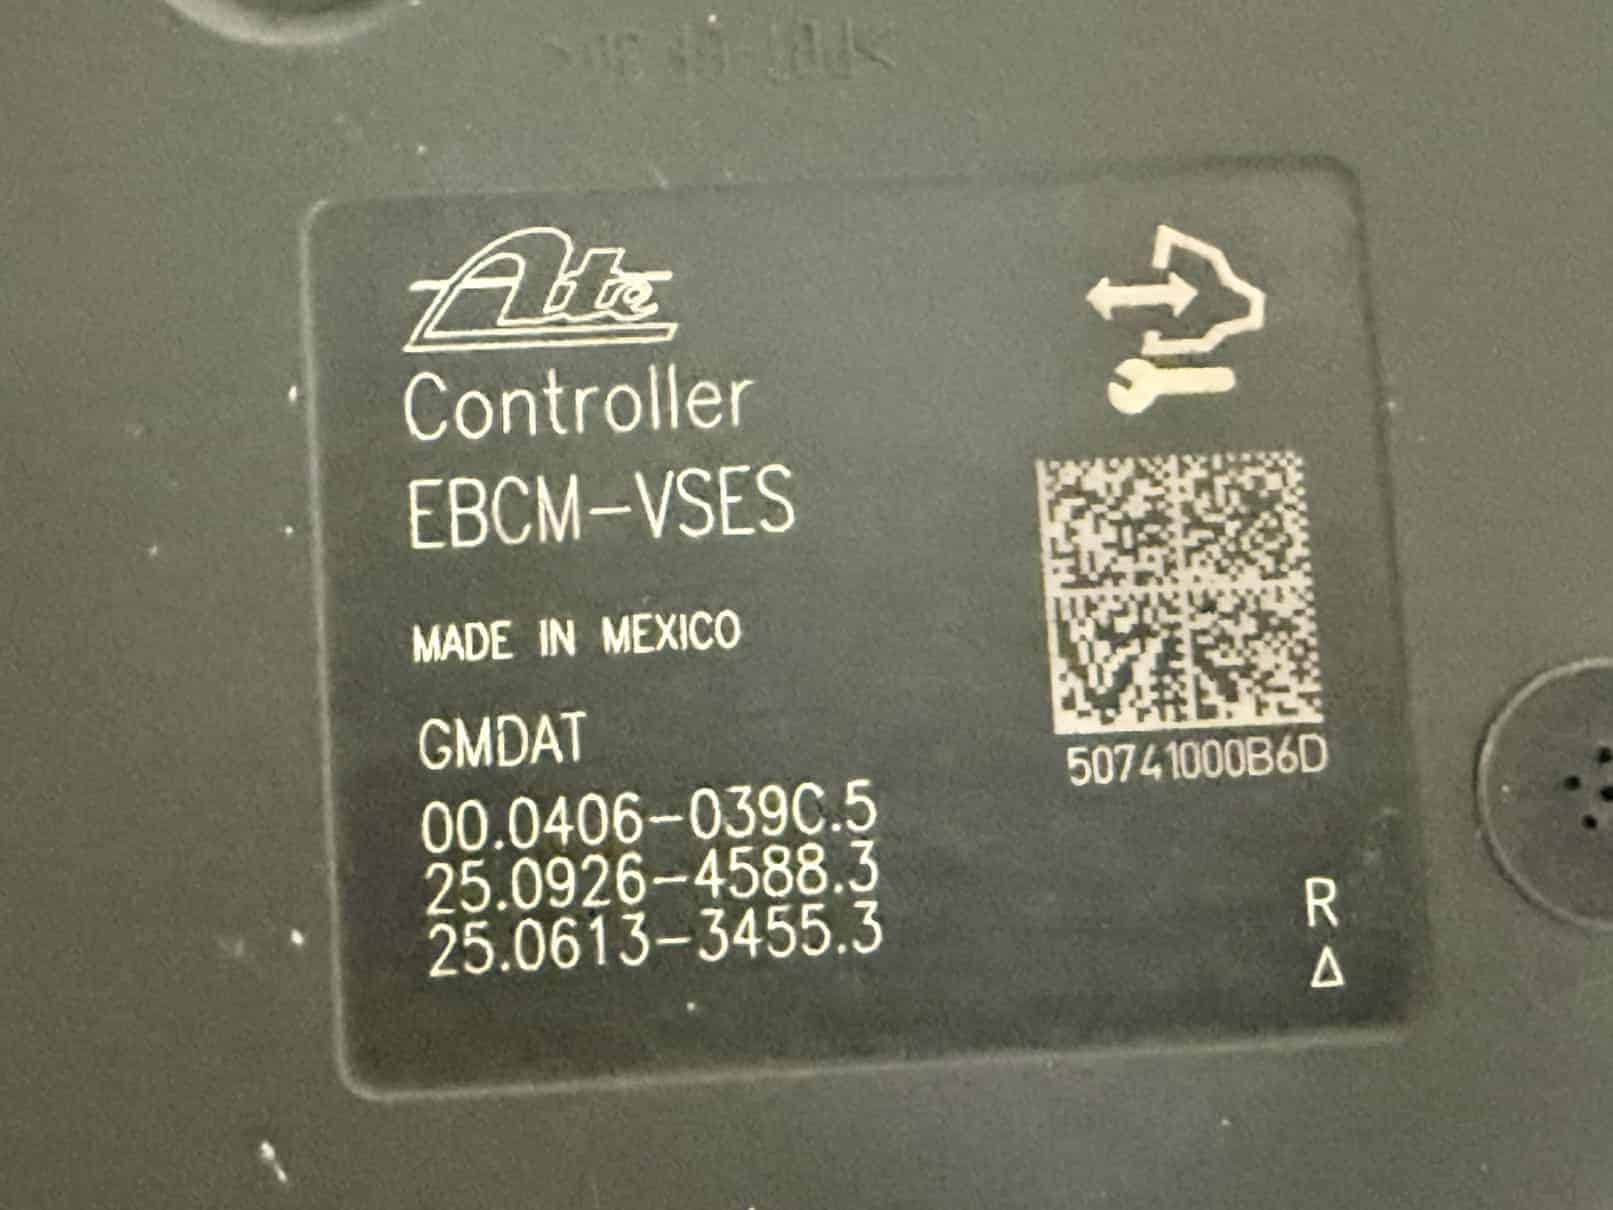 Ate
Controller
EBCM-VSES
MADE IN MEXICO
GMDAT
00.0406-039C.5
25.0926-4588.3
25.0613-3455.3
50741000B6D
R